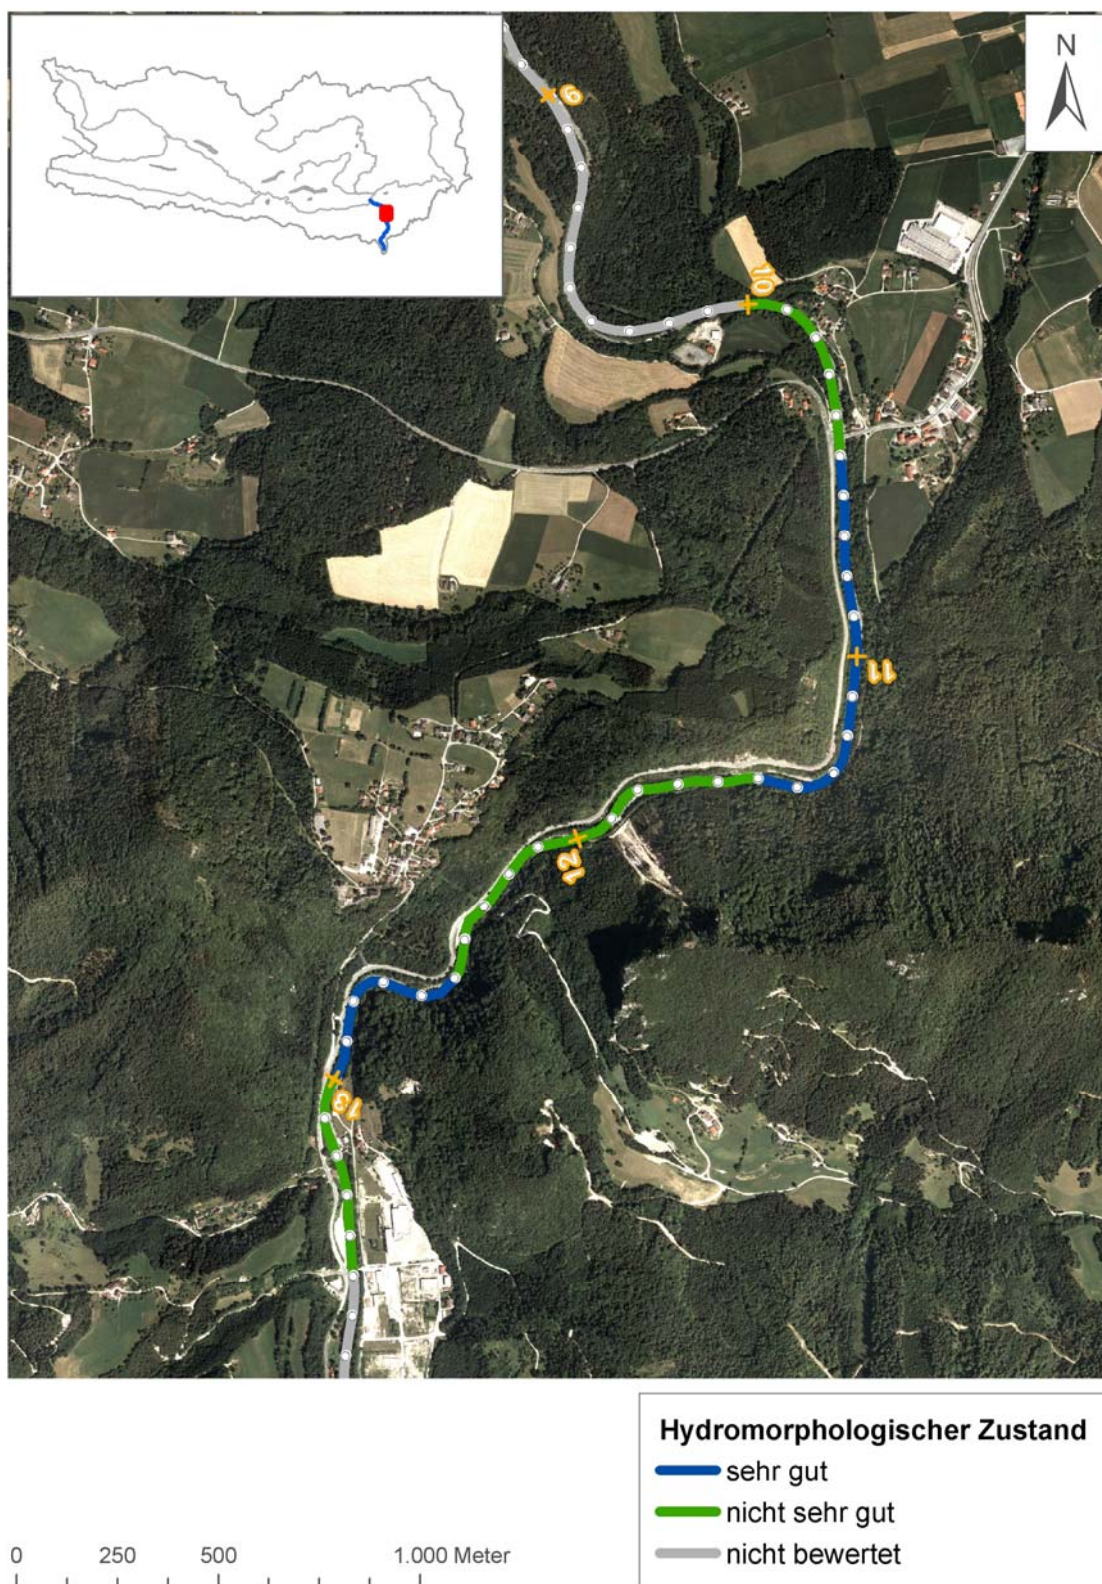 N
9
10
11
12
13
Hydromorphologischer Zustand
sehr gut
nicht sehr gut
nicht bewertet
0 250 500 1.000 Meter